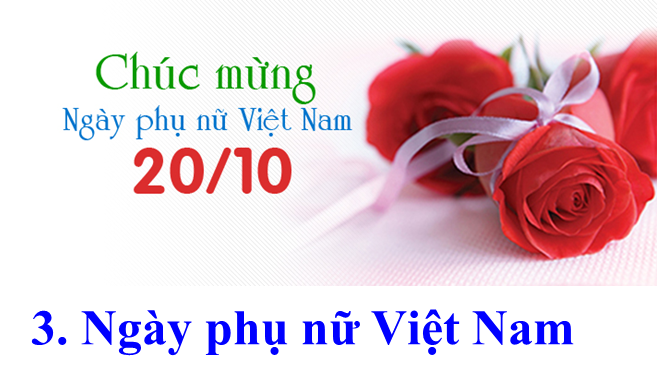 Chúc mừng
Ngày phụ nữ Việt Nam
20/10
3. Ngày phụ nữ Việt Nam